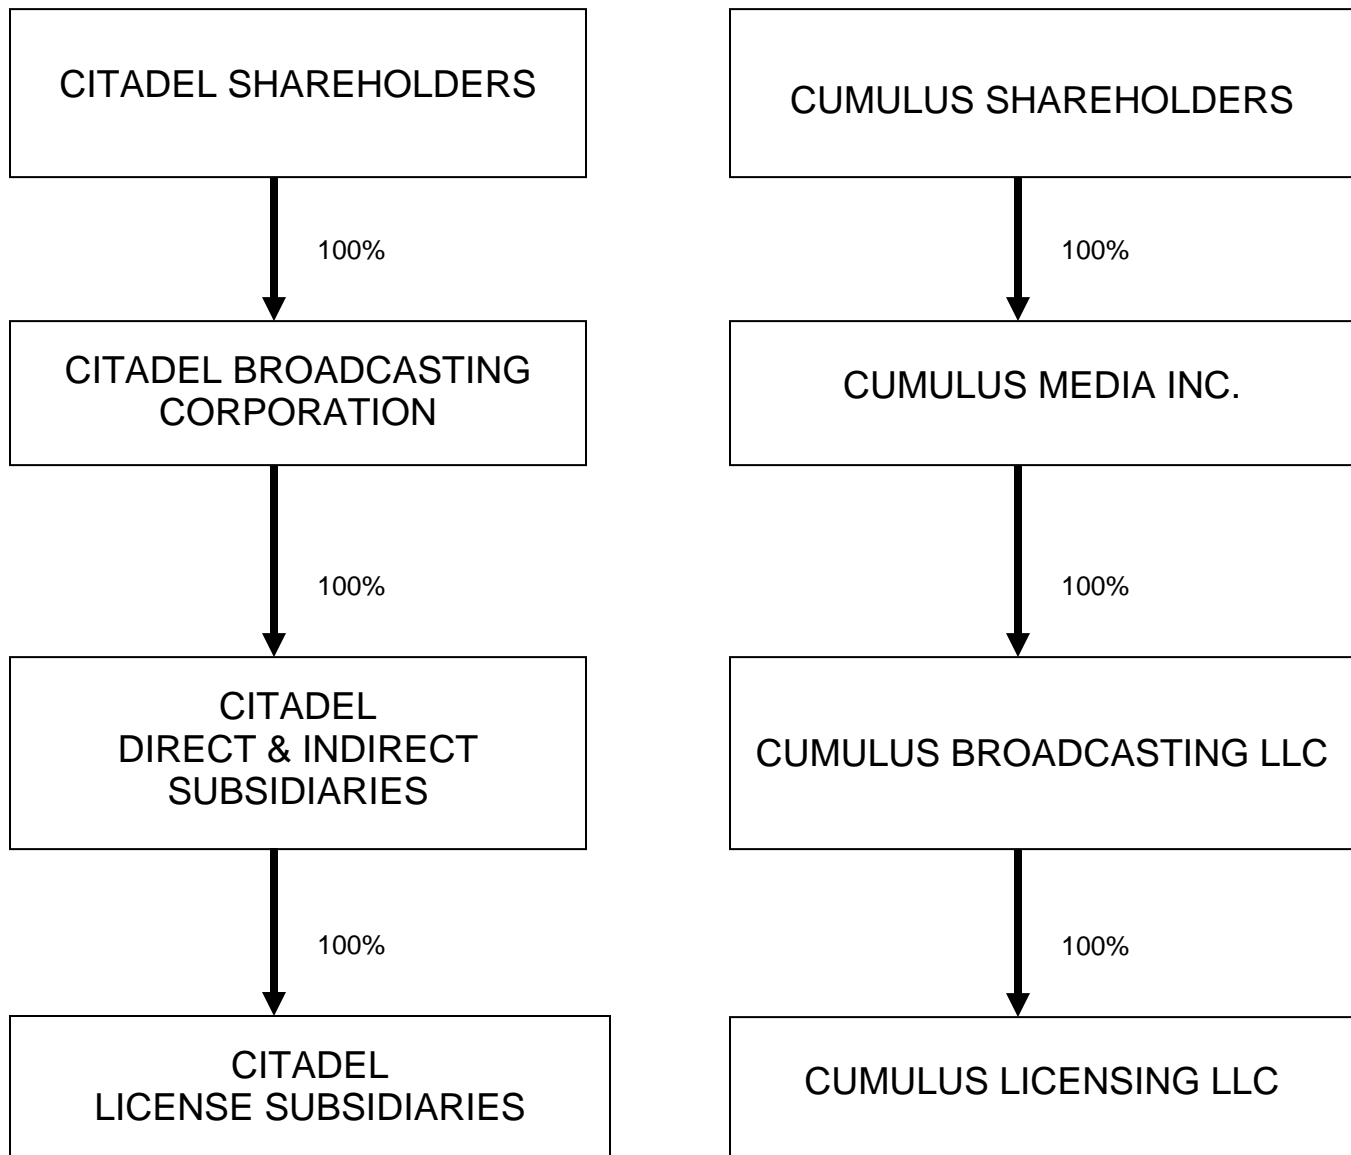 CITADEL SHAREHOLDERS
CUMULUS SHAREHOLDERS
100%
100%
CITADEL BROADCASTING
CORPORATION
CUMULUS MEDIA INC.
100%
100%
CITADEL
DIRECT & INDIRECT
SUBSIDIARIES
CUMULUS BROADCASTING LLC
100%
100%
CITADEL
LICENSE SUBSIDIARIES
CUMULUS LICENSING LLC